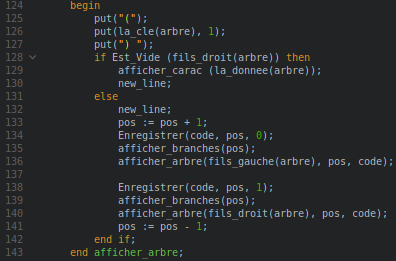 124 begin
125 put("(");
126 put(la_cle(arbre), 1);
127 put(") ");
128 if Est_Vide (fils_droit(arbre)) then
129 afficher_carac (la_donnee(arbre));
130 new_line;
131 else
132 new_line;
133 pos := pos + 1;
134 Enregistrer(code, pos, 0);
135 afficher_branches(pos);
136 afficher_arbre(fils_gauche(arbre), pos, code);
137
138 Enregistrer(code, pos, 1);
139 afficher_branches(pos);
140 afficher_arbre(fils_droit(arbre), pos, code);
141 pos := pos - 1;
142 end if;
143 end afficher_arbre;